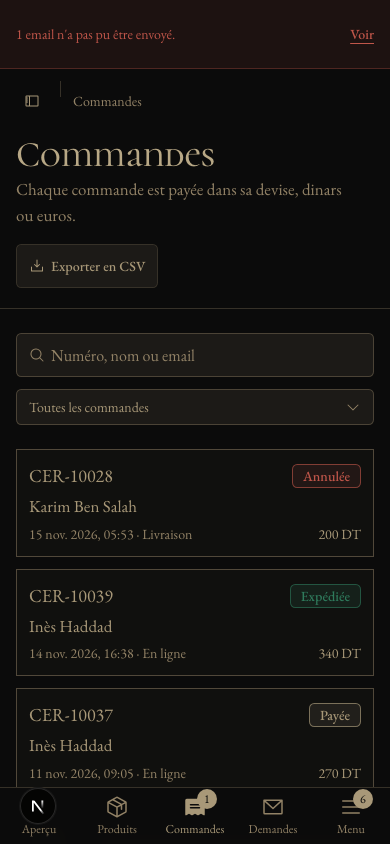 1 email n'a pas pu être envoyé.
Voir
Commandes
Commandes
Chaque commande est payée dans sa devise, dinars
ou euros.
Exporter en CSV
Numéro, nom ou email
Toutes les commandes
CER-10028
Annulée
Karim Ben Salah
15 nov. 2026, 05:53 · Livraison
200 DT
CER-10039
Expédiée
Inès Haddad
14 nov. 2026, 16:38 · En ligne
340 DT
CER-10037
Payée
Inès Haddad
11 nov. 2026, 09:05 · En ligne
270 DT
N
1
6
Aperçu
Produits
Commandes
Demandes
Menu